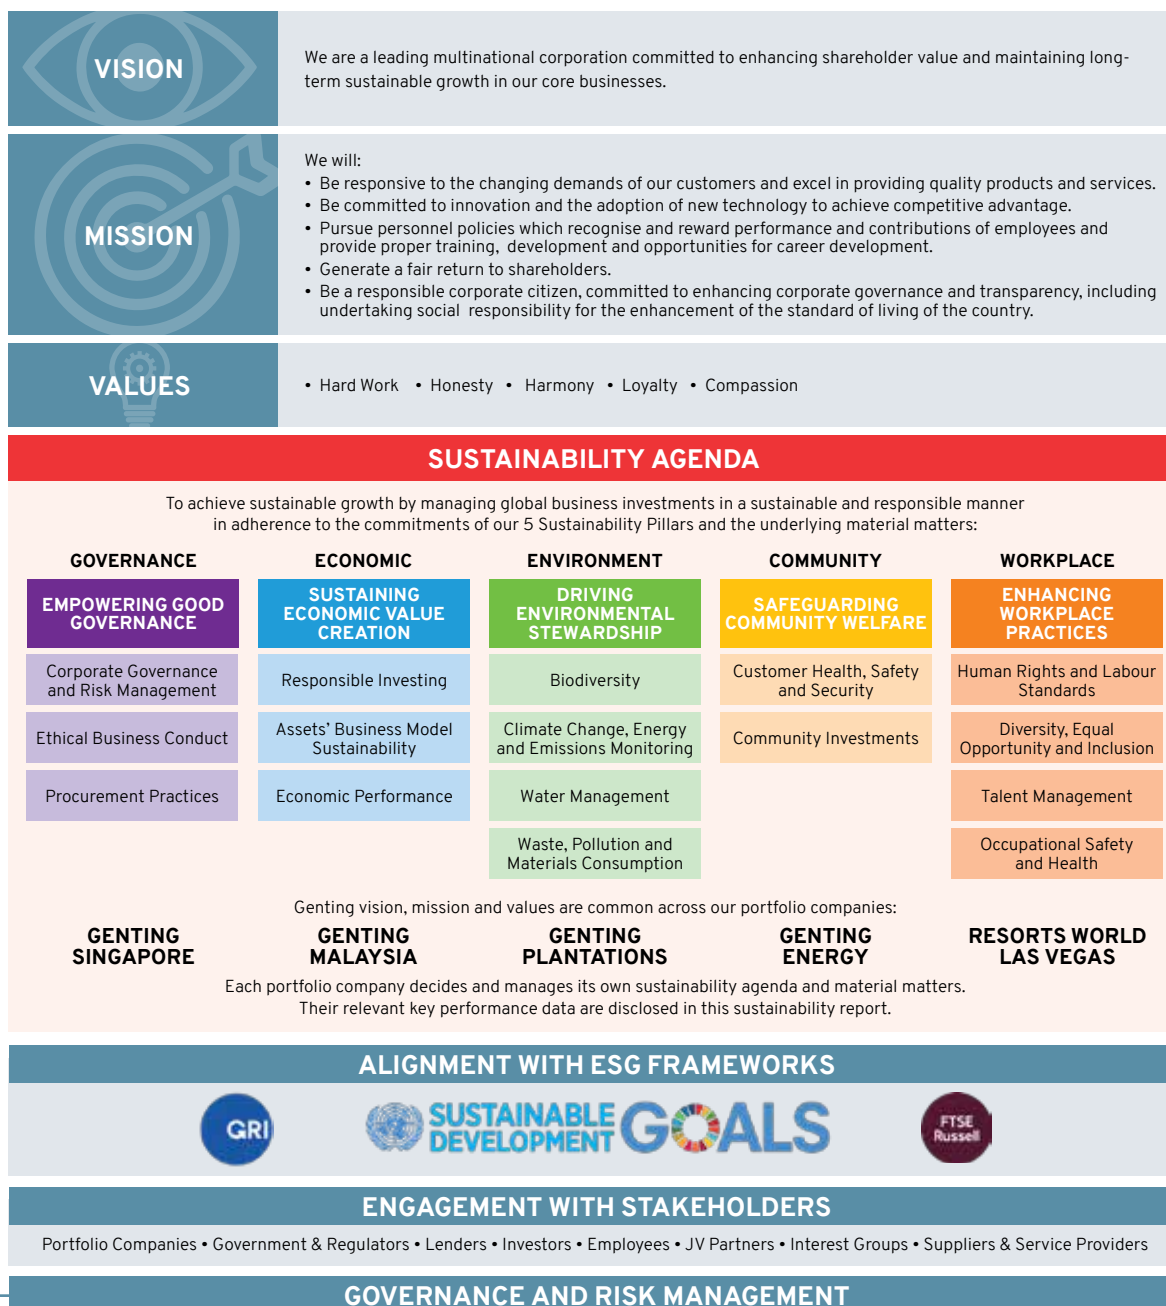 VISION
We are a leading multinational corporation committed to enhancing shareholder value and maintaining long-
term sustainable growth in our core businesses.
MISSION
We will:
• Be responsive to the changing demands of our customers and excel in providing quality products and services.
• Be committed to innovation and the adoption of new technology to achieve competitive advantage.
• Pursue personnel policies which recognise and reward performance and contributions of employees and
provide proper training, development and opportunities for career development.
• Generate a fair return to shareholders.
• Be a responsible corporate citizen, committed to enhancing corporate governance and transparency, including
undertaking social responsibility for the enhancement of the standard of living of the country.
VALUES
• Hard Work • Honesty • Harmony • Loyalty • Compassion
SUSTAINABILITY AGENDA
To achieve sustainable growth by managing global business investments in a sustainable and responsible manner
in adherence to the commitments of our 5 Sustainability Pillars and the underlying material matters:
GOVERNANCE
EMPOWERING GOOD
GOVERNANCE
Corporate Governance
and Risk Management
Ethical Business Conduct
Procurement Practices
ECONOMIC
SUSTAINING
ECONOMIC VALUE
CREATION
Responsible Investing
Assets' Business Model
Sustainability
Economic Performance
ENVIRONMENT
DRIVING
ENVIRONMENTAL
STEWARDSHIP
Biodiversity
Climate Change, Energy
and Emissions Monitoring
Water Management
Waste, Pollution and
Materials Consumption
COMMUNITY
SAFEGUARDING
COMMUNITY WELFARE
Customer Health, Safety
and Security
Community Investments
WORKPLACE
ENHANCING
WORKPLACE
PRACTICES
Human Rights and Labour
Standards
Diversity, Equal
Opportunity and Inclusion
Talent Management
Occupational Safety
and Health
Genting vision, mission and values are common across our portfolio companies:
GENTING
SINGAPORE
GENTING
MALAYSIA
GENTING
PLANTATIONS
GENTING
ENERGY
RESORTS WORLD
LAS VEGAS
Each portfolio company decides and manages its own sustainability agenda and material matters.
Their relevant key performance data are disclosed in this sustainability report.
ALIGNMENT WITH ESG FRAMEWORKS
GRI
SUSTAINABLE
DEVELOPMENT
GOALS
FTSE
Russell
ENGAGEMENT WITH STAKEHOLDERS
Portfolio Companies • Government & Regulators • Lenders • Investors • Employees • JV Partners • Interest Groups • Suppliers & Service Providers
GOVERNANCE AND RISK MANAGEMENT